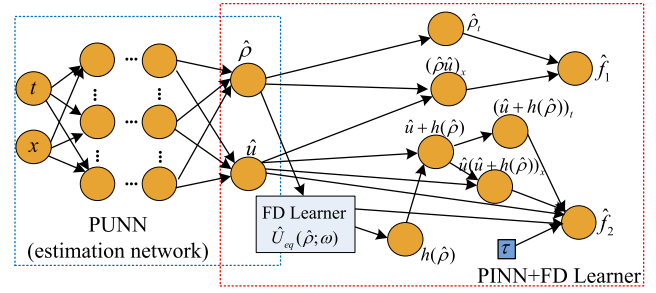 t
x
...
...
ρ̂
û
PUNN
(estimation network)
FD Learner
Û_eq(ρ̂;ω)
ρ̂_t
(ρ̂û)_x
f̂_1
û+h(ρ̂)
(û+h(ρ̂))_t
û(û+h(ρ̂))_x
h(ρ̂)
f̂_2
τ
PINN+FD Learner